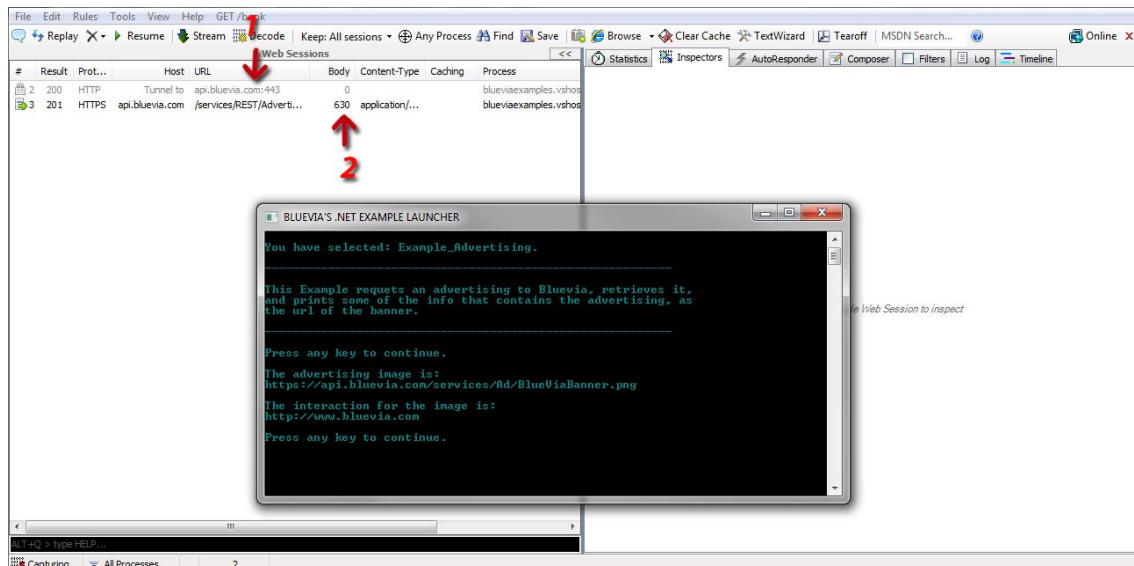 File Edit Rules Tools View Help GET /book
1
Replay X Resume Stream Decode Keep: All sessions Any Process Find Save Browse Clear Cache TextWizard Tearoff MSDN Search... Online x
Web Sessions <<
Statistics Inspectors AutoResponder Composer Filters Log Timeline
# Result Prot... Host URL Body Content-Type Caching Process
2 200 HTTP Tunnel to api.bluevia.com:443 0 blueviaexamples.vshos
3 201 HTTPS api.bluevia.com /services/REST/Adverti... 630 application/... blueviaexamples.vshos
2
BLUEVIA'S .NET EXAMPLE LAUNCHER
You have selected: Example_Advertising.
This Example requets an advertising to Bluevia, retrieves it,
and prints some of the info that contains the advertising, as
the url of the banner.
Press any key to continue.
The advertising image is:
https://api.bluevia.com/services/Ad/BlueViaBanner.png
The interaction for the image is:
http://www.bluevia.com
Press any key to continue.
le Web Session to inspect
ALT+Q > type HELP...
Capturing All Processes 2